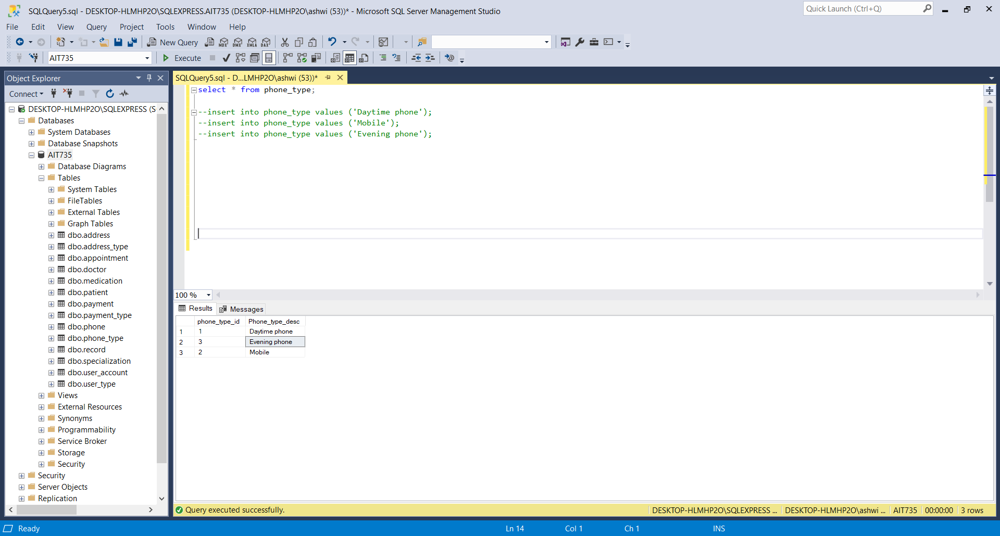 SQLQuery5.sql - DESKTOP-HLMHP2O\SQLEXPRESS.AIT735 (DESKTOP-HLMHP2O\ashwi (53))* - Microsoft SQL Server Management Studio
Quick Launch (Ctrl+Q)
File Edit View Query Project Tools Window Help
New Query MDX DMX XMLA DAX
AIT735 Execute
Object Explorer
Connect
DESKTOP-HLMHP2O\SQLEXPRESS (S
Databases
System Databases
Database Snapshots
AIT735
Database Diagrams
Tables
System Tables
FileTables
External Tables
Graph Tables
dbo.address
dbo.address_type
dbo.appointment
dbo.doctor
dbo.medication
dbo.patient
dbo.payment
dbo.payment_type
dbo.phone
dbo.phone_type
dbo.record
dbo.specialization
dbo.user_account
dbo.user_type
Views
External Resources
Synonyms
Programmability
Service Broker
Storage
Security
Security
Server Objects
Replication
SQLQuery5.sql - D...LMHP2O\ashwi (53))*
select * from phone_type;
--insert into phone_type values ('Daytime phone');
--insert into phone_type values ('Mobile');
--insert into phone_type values ('Evening phone');
100 %
Results Messages
phone_type_id Phone_type_desc
1 1 Daytime phone
2 3 Evening phone
3 2 Mobile
Query executed successfully. DESKTOP-HLMHP2O\SQLEXPRESS ... DESKTOP-HLMHP2O\ashwi ... AIT735 00:00:00 3 rows
Ready Ln 14 Col 1 Ch 1 INS